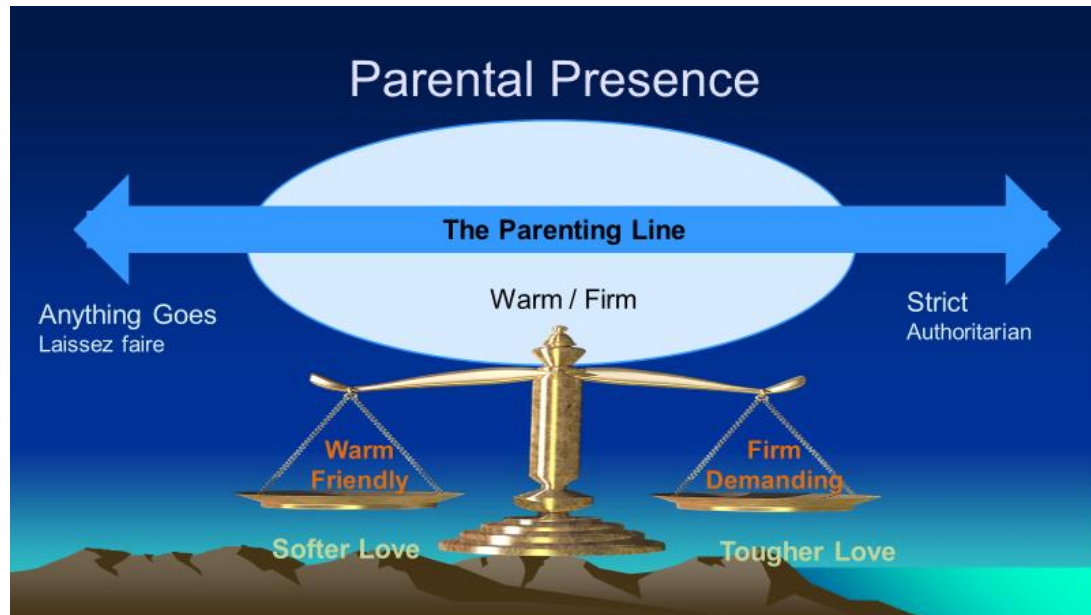 Parental Presence
The Parenting Line
Warm / Firm
Anything Goes
Laissez faire
Strict
Authoritarian
Warm
Friendly
Firm
Demanding
Softer Love
Tougher Love